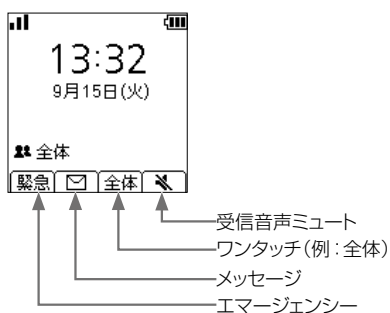 13:32
9月15日(火)
全体
緊急 全体
受信音声ミュート
ワンタッチ(例:全体)
メッセージ
エマージェンシー